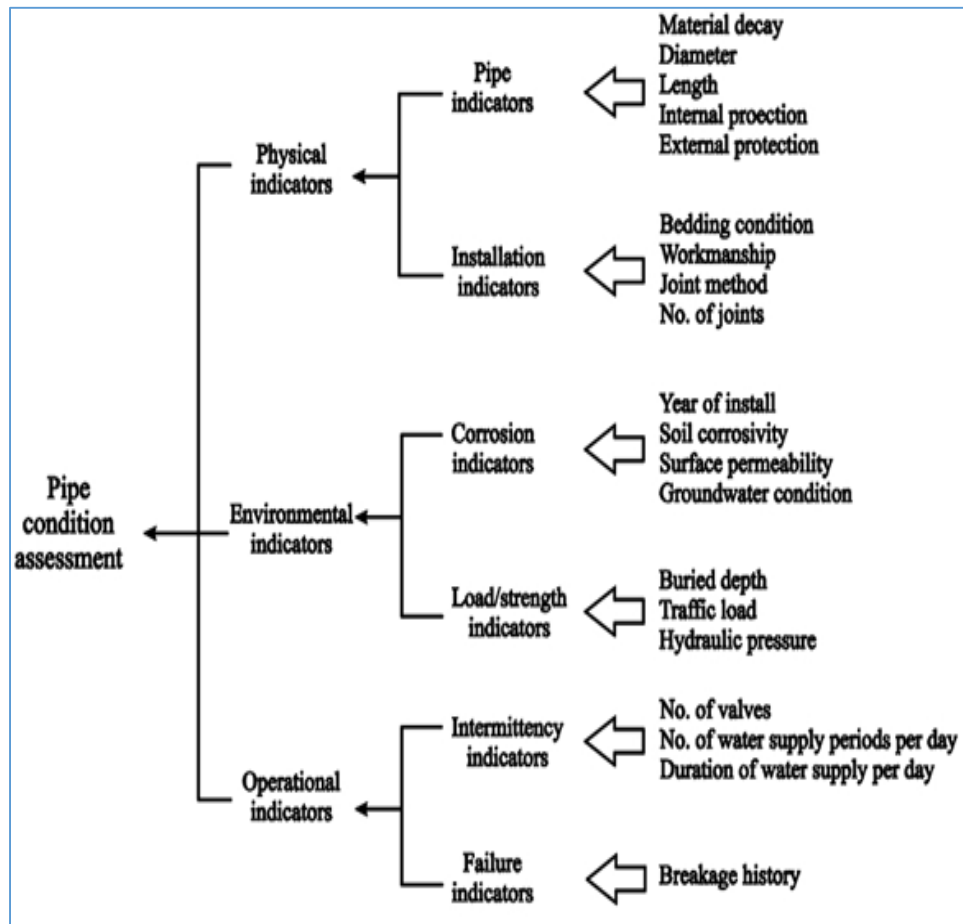 Material decay
Diameter
Length
Internal proection
External protection
Pipe
indicators
Physical
indicators
Installation
indicators
Bedding condition
Workmanship
Joint method
No. of joints
Year of install
Soil corrosivity
Surface permeability
Groundwater condition
Corrosion
indicators
Pipe
condition
assessment
Environmental
indicators
Load/strength
indicators
Buried depth
Traffic load
Hydraulic pressure
Intermittency
indicators
No. of valves
No. of water supply periods per day
Duration of water supply per day
Operational
indicators
Failure
indicators
Breakage history